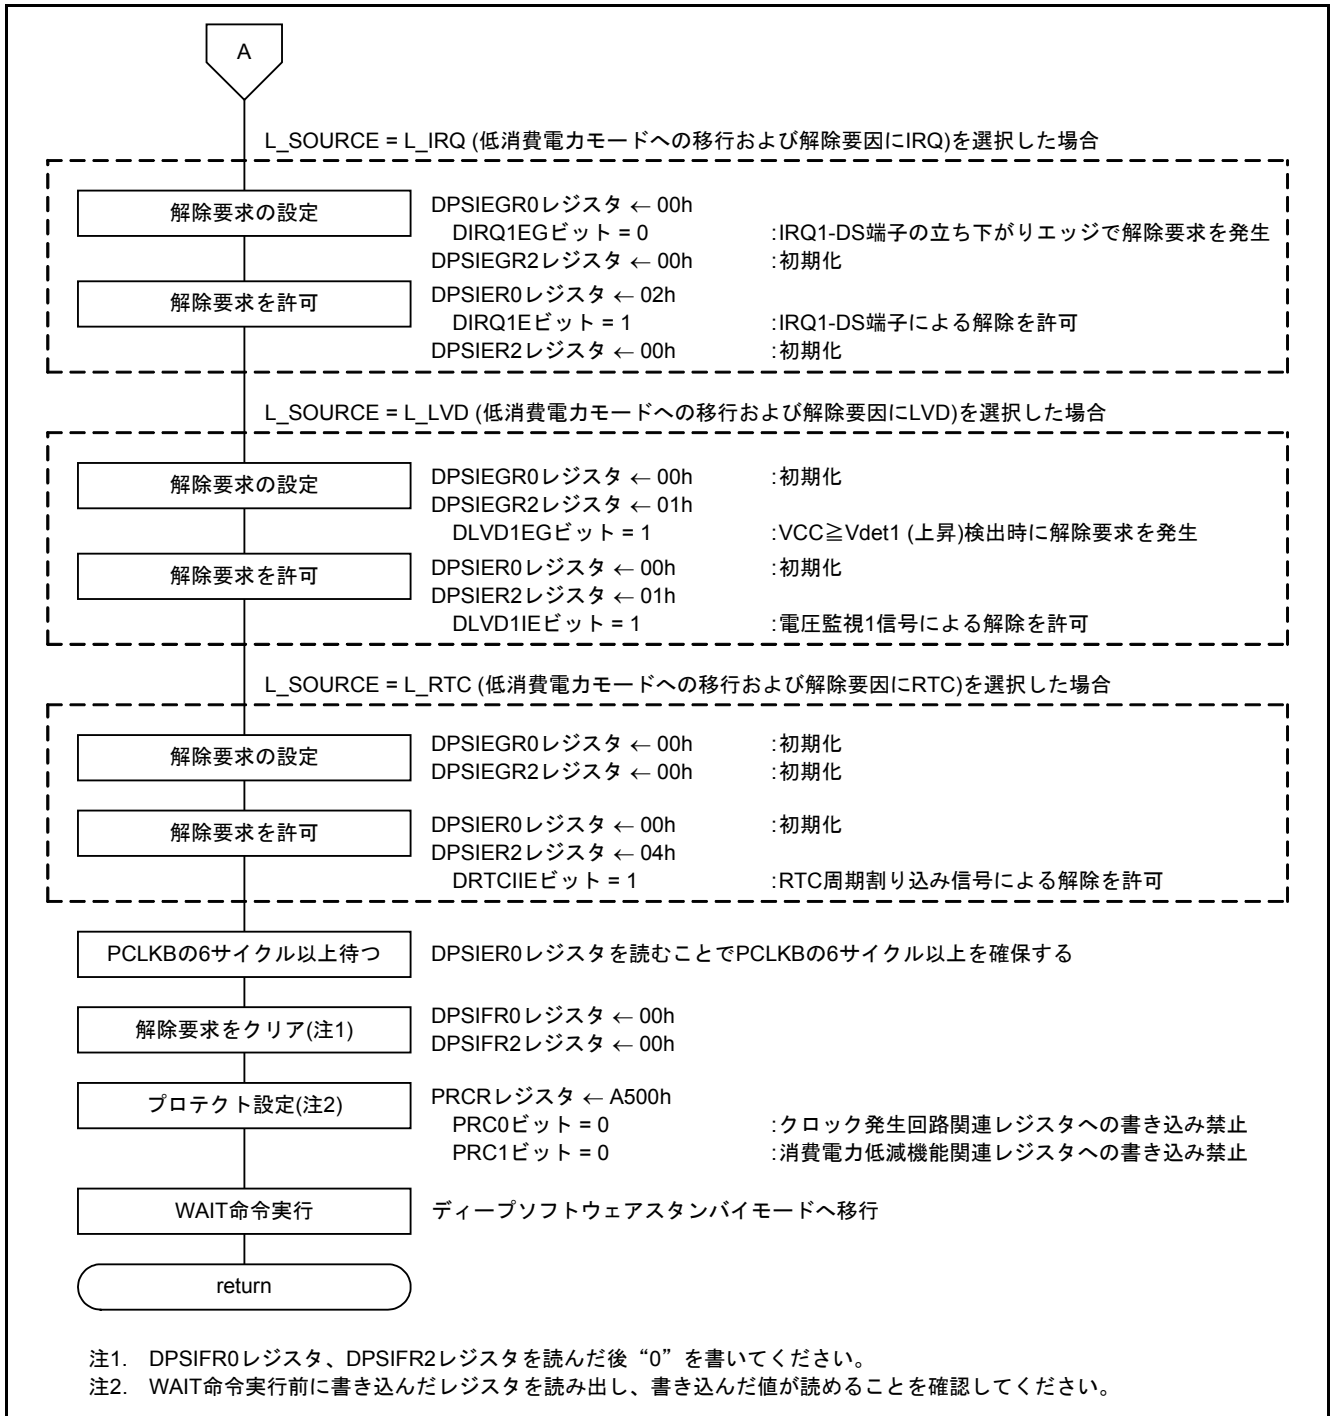 A
L_SOURCE = L_IRQ (低消費電力モードへの移行および解除要因にIRQ)を選択した場合
解除要求の設定
DPSIEGR0レジスタ ← 00h
DIRQ1EGビット = 0 :IRQ1-DS端子の立ち下がりエッジで解除要求を発生
DPSIEGR2レジスタ ← 00h :初期化
解除要求を許可
DPSIER0レジスタ ← 02h
DIRQ1Eビット = 1 :IRQ1-DS端子による解除を許可
DPSIER2レジスタ ← 00h :初期化
L_SOURCE = L_LVD (低消費電力モードへの移行および解除要因にLVD)を選択した場合
解除要求の設定
DPSIEGR0レジスタ ← 00h :初期化
DPSIEGR2レジスタ ← 01h
DLVD1EGビット = 1 :VCC≧Vdet1 (上昇)検出時に解除要求を発生
解除要求を許可
DPSIER0レジスタ ← 00h :初期化
DPSIER2レジスタ ← 01h
DLVD1IEビット = 1 :電圧監視1信号による解除を許可
L_SOURCE = L_RTC (低消費電力モードへの移行および解除要因にRTC)を選択した場合
解除要求の設定
DPSIEGR0レジスタ ← 00h :初期化
DPSIEGR2レジスタ ← 00h :初期化
解除要求を許可
DPSIER0レジスタ ← 00h :初期化
DPSIER2レジスタ ← 04h
DRTCIIEビット = 1 :RTC周期割り込み信号による解除を許可
PCLKBの6サイクル以上待つ DPSIER0レジスタを読むことでPCLKBの6サイクル以上を確保する
解除要求をクリア(注1)
DPSIFR0レジスタ ← 00h
DPSIFR2レジスタ ← 00h
プロテクト設定(注2)
PRCRレジスタ ← A500h
PRC0ビット = 0 :クロック発生回路関連レジスタへの書き込み禁止
PRC1ビット = 0 :消費電力低減機能関連レジスタへの書き込み禁止
WAIT命令実行 ディープソフトウェアスタンバイモードへ移行
return
注1. DPSIFR0レジスタ、DPSIFR2レジスタを読んだ後“0”を書いてください。
注2. WAIT命令実行前に書き込んだレジスタを読み出し、書き込んだ値が読めることを確認してください。